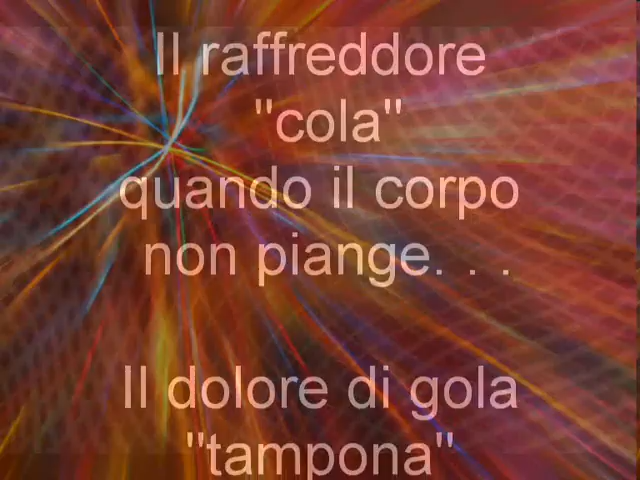 Il raffreddore
"cola"
quando il corpo
non piange. . .
Il dolore di gola
"tampona"